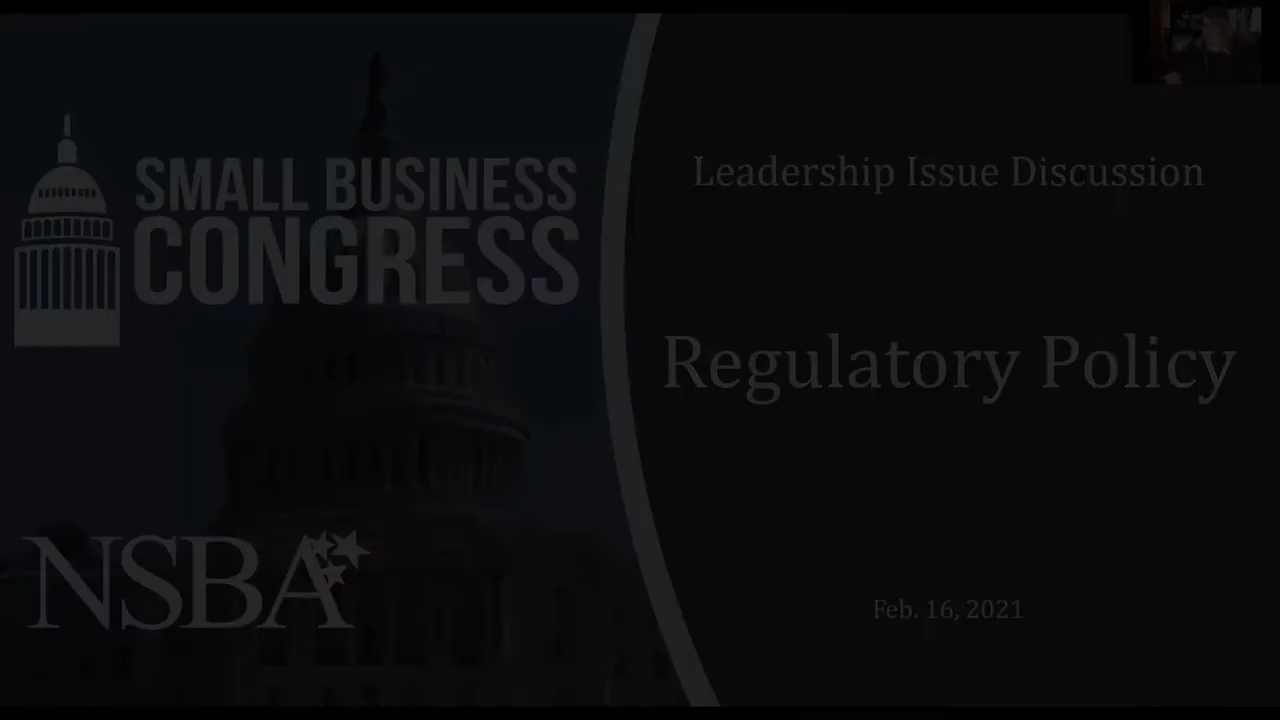 SMALL BUSINESS
CONGRESS
NSBA
Leadership Issue Discussion
Regulatory Policy
Feb. 16, 2021